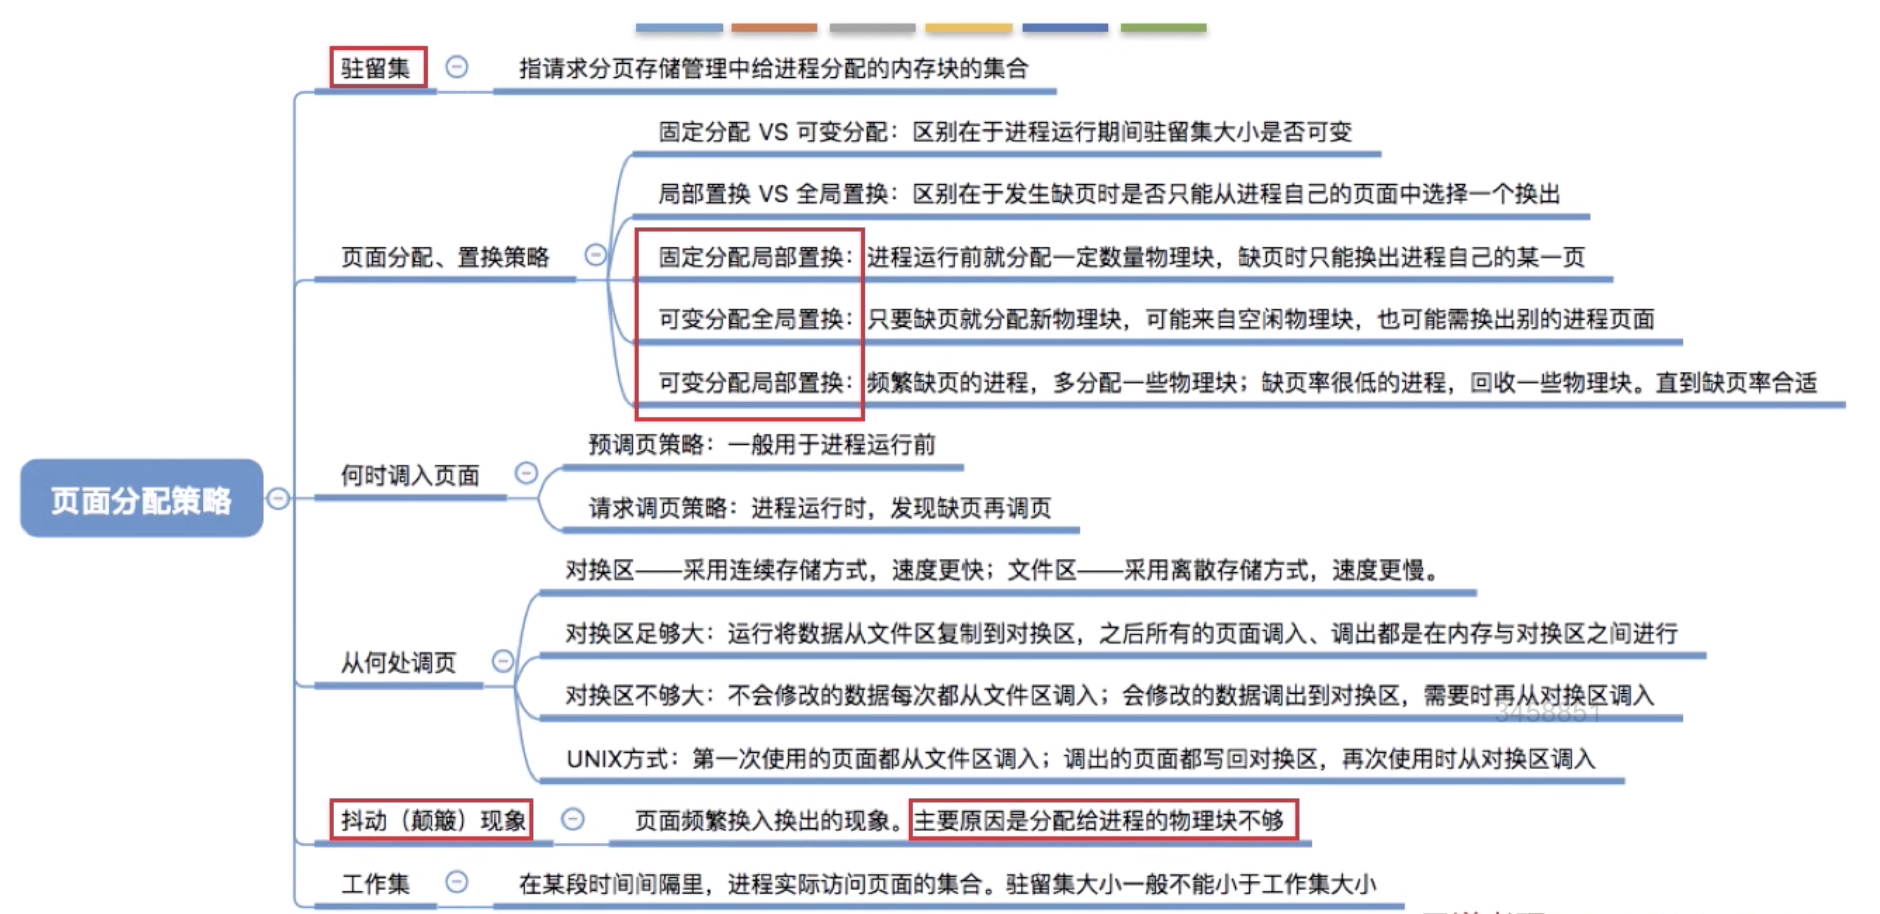 驻留集
指请求分页存储管理中给进程分配的内存块的集合
固定分配 VS 可变分配：区别在于进程运行期间驻留集大小是否可变
局部置换 VS 全局置换：区别在于发生缺页时是否只能从进程自己的页面中选择一个换出
页面分配、置换策略
固定分配局部置换：进程运行前就分配一定数量物理块，缺页时只能换出进程自己的某一页
可变分配全局置换：只要缺页就分配新物理块，可能来自空闲物理块，也可能需换出别的进程页面
可变分配局部置换：频繁缺页的进程，多分配一些物理块；缺页率很低的进程，回收一些物理块。直到缺页率合适
页面分配策略
何时调入页面
预调页策略：一般用于进程运行前
请求调页策略：进程运行时，发现缺页再调页
从何处调页
对换区——采用连续存储方式，速度更快；文件区——采用离散存储方式，速度更慢。
对换区足够大：运行将数据从文件区复制到对换区，之后所有的页面调入、调出都是在内存与对换区之间进行
对换区不够大：不会修改的数据每次都从文件区调入；会修改的数据调出到对换区，需要时再从对换区调入
3458851
UNIX方式：第一次使用的页面都从文件区调入；调出的页面都写回对换区，再次使用时从对换区调入
抖动（颠簸）现象
页面频繁换入换出的现象。主要原因是分配给进程的物理块不够
工作集
在某段时间间隔里，进程实际访问页面的集合。驻留集大小一般不能小于工作集大小